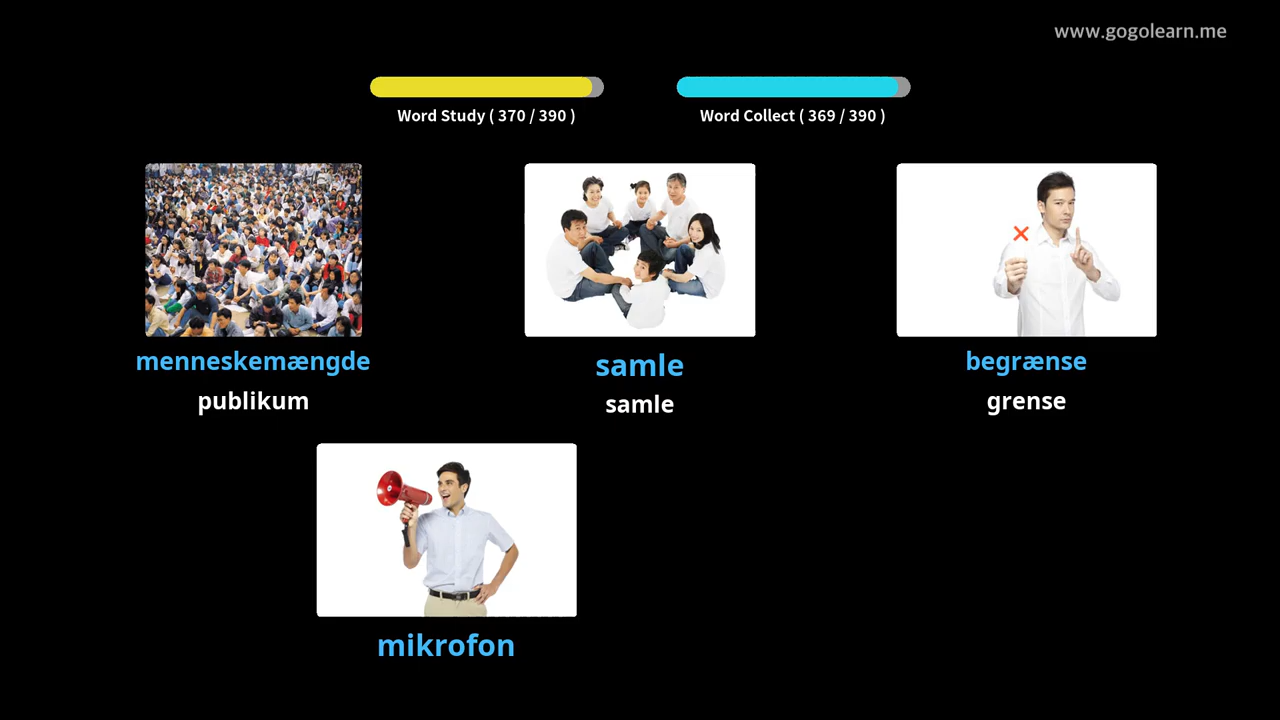 www.gogolearn.me
Word Study ( 370 / 390 )
Word Collect ( 369 / 390 )
menneskemængde
publikum
samle
samle
begrænse
grense
mikrofon